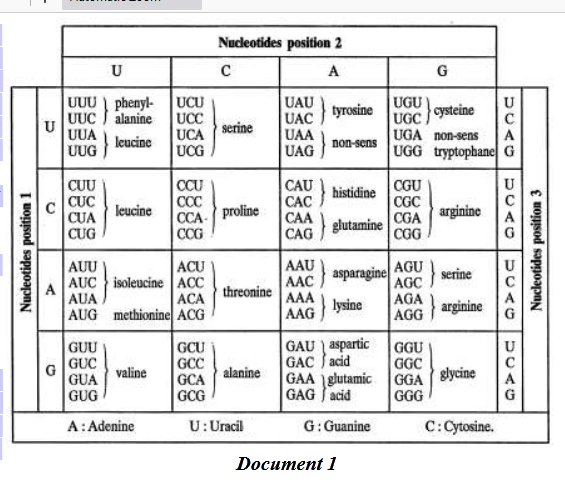 Nucleotides position 2
U C A G
UUU phenyl- UCU UAU UGU U
UUC alanine UCC UAC tyrosine UGC cysteine C
UUA UCA serine UAA UGA non-sens A
UUG leucine UCG UAG non-sens UGG tryptophane G
U
CUU CCU CAU CGU U
CUC CCC CAC histidine CGC C
CUA leucine CCA proline CAA CGA arginine A
CUG CCG CAG glutamine CGG G
C
AUU ACU AAU AGU U
AUC isoleucine ACC AAC asparagine AGC serine C
AUA ACA threonine AAA AGA A
AUG methionine ACG AAG lysine AGG arginine G
A
GUU GCU GAU aspartic GGU U
GUC GCC GAC acid GGC C
GUA valine GCA alanine GAA glutamic GGA glycine A
GUG GCG GAG acid GGG G
G
Nucleotides position 1
Nucleotides position 3
A : Adenine U : Uracil G : Guanine C : Cytosine.
Document 1